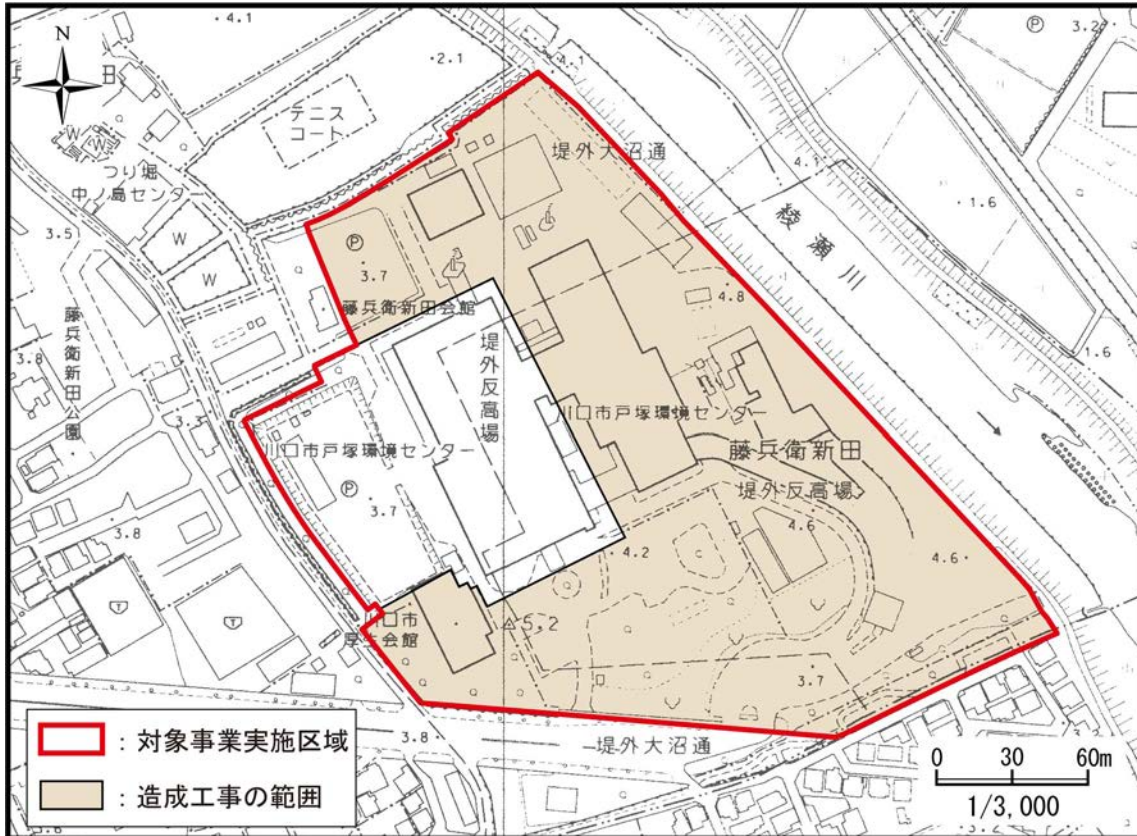 N
4.1
4.1
2.1
テニス
コート
P
3.2
田
W
W
つり堀
中ノ島センター
堤外大沼通
4.1
1.6
綾瀬川
3.5
W
W
P
3.7
4.8
藤兵衛新田会館
堤外反高場
藤兵衛新田公園
3.8
1.6
川口市戸塚環境センター
川口市戸塚環境センター
藤兵衛新田
堤外反高場
P
3.7
4.6
3.8
4.2
4.6
T
T
川口市
厚生会館
5.2
3.7
3.8
堤外大沼通
:対象事業実施区域
:造成工事の範囲
0 30 60m
1/3,000